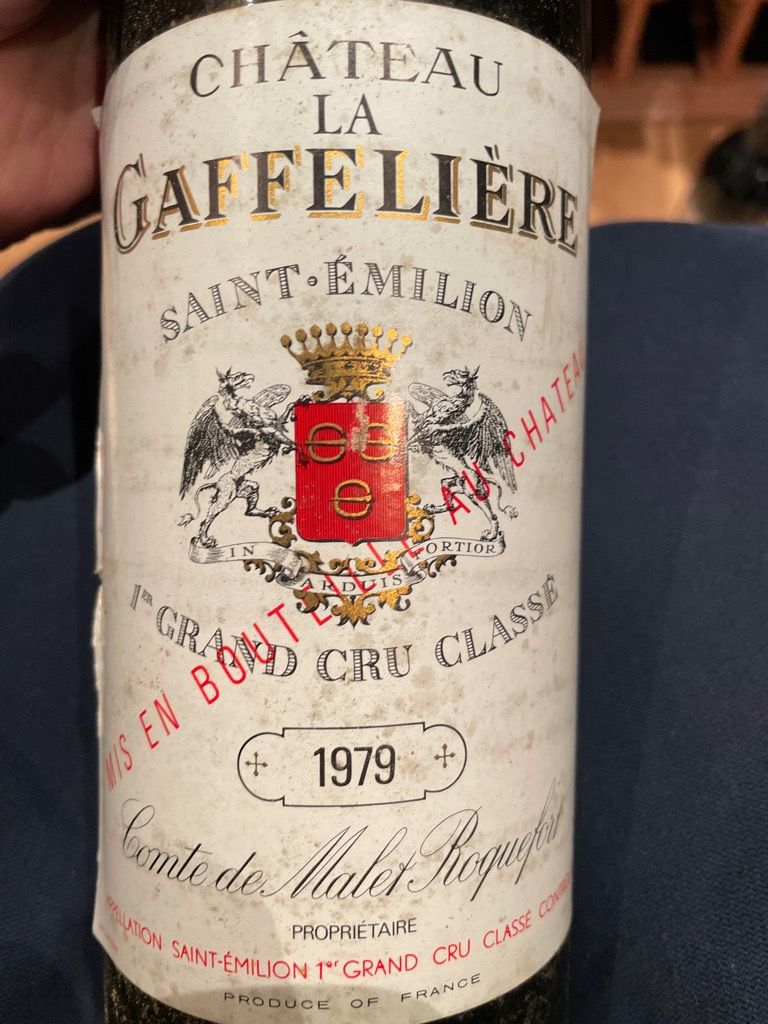 CHÂTEAU
LA
GAFFELIÈRE
SAINT·ÉMILION
IN ARDUIS FORTIOR
1ER GRAND CRU CLASSÉ
MIS EN BOUTEILLE AU CHATEAU
1979
Comte de Malet Roquefort
PROPRIÉTAIRE
APPELLATION SAINT-ÉMILION 1er GRAND CRU CLASSÉ
PRODUCE OF FRANCE